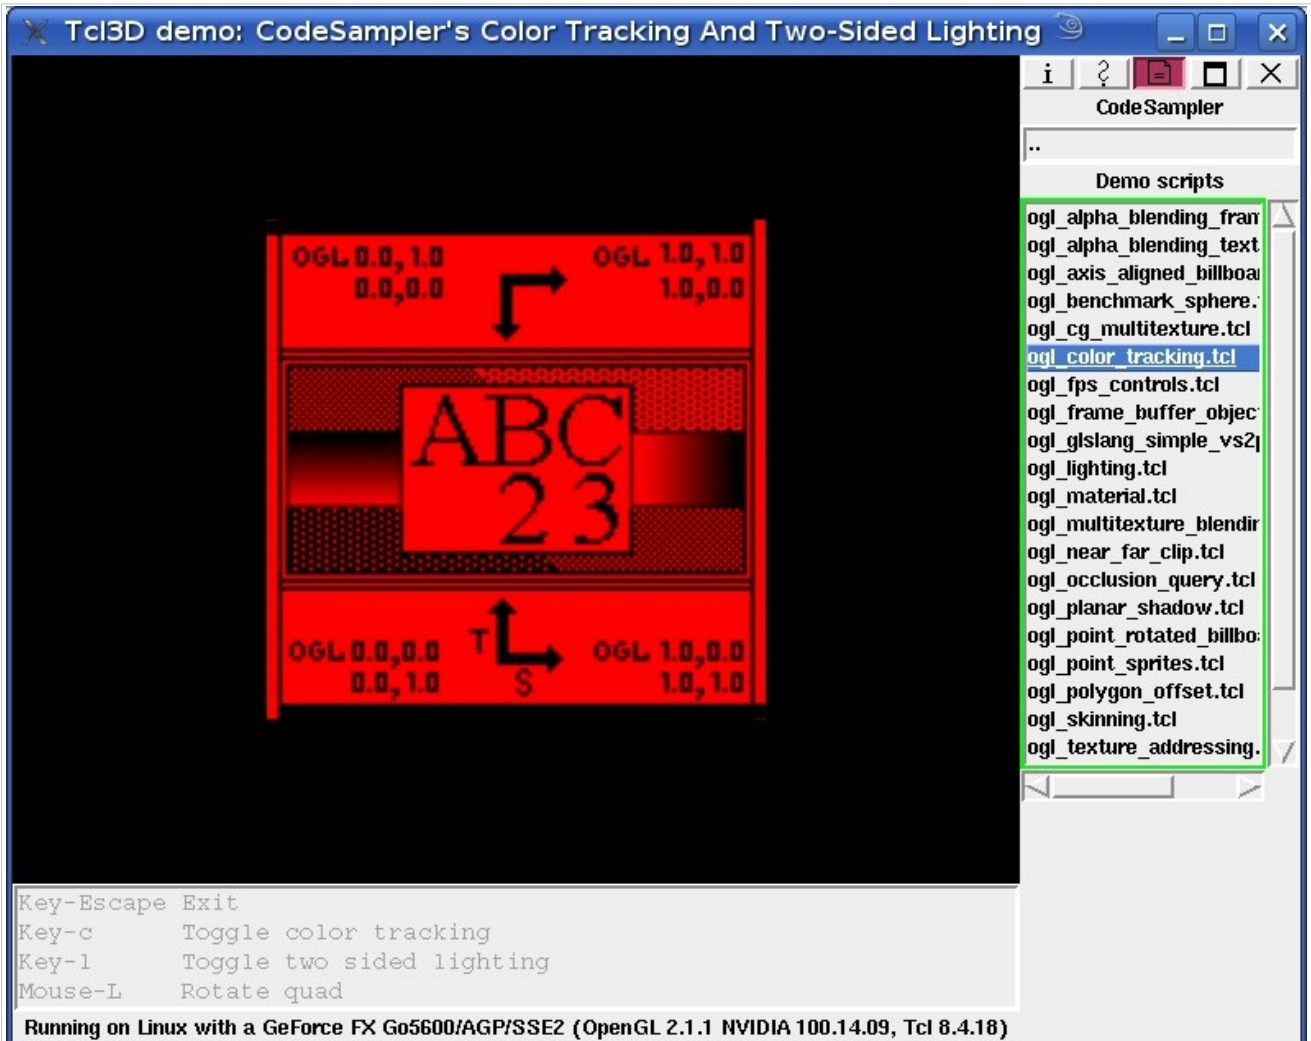 Tcl3D demo: CodeSampler's Color Tracking And Two-Sided Lighting
i ?
CodeSampler
..
Demo scripts
ogl_alpha_blending_fram
ogl_alpha_blending_text
ogl_axis_aligned_billboar
ogl_benchmark_sphere.
ogl_cg_multitexture.tcl
ogl_color_tracking.tcl
ogl_fps_controls.tcl
ogl_frame_buffer_objec
ogl_glslang_simple_vs2p
ogl_lighting.tcl
ogl_material.tcl
ogl_multitexture_blendin
ogl_near_far_clip.tcl
ogl_occlusion_query.tcl
ogl_planar_shadow.tcl
ogl_point_rotated_billbo
ogl_point_sprites.tcl
ogl_polygon_offset.tcl
ogl_skinning.tcl
ogl_texture_addressing.
OGL 0.0, 1.0 OGL 1.0, 1.0
0.0,0.0 1.0,0.0
ABC
23
T
OGL 0.0,0.0 OGL 1.0,0.0
0.0, 1.0 S 1.0, 1.0
Key-Escape Exit
Key-c Toggle color tracking
Key-l Toggle two sided lighting
Mouse-L Rotate quad
Running on Linux with a GeForce FX Go5600/AGP/SSE2 (OpenGL 2.1.1 NVIDIA 100.14.09, Tcl 8.4.18)